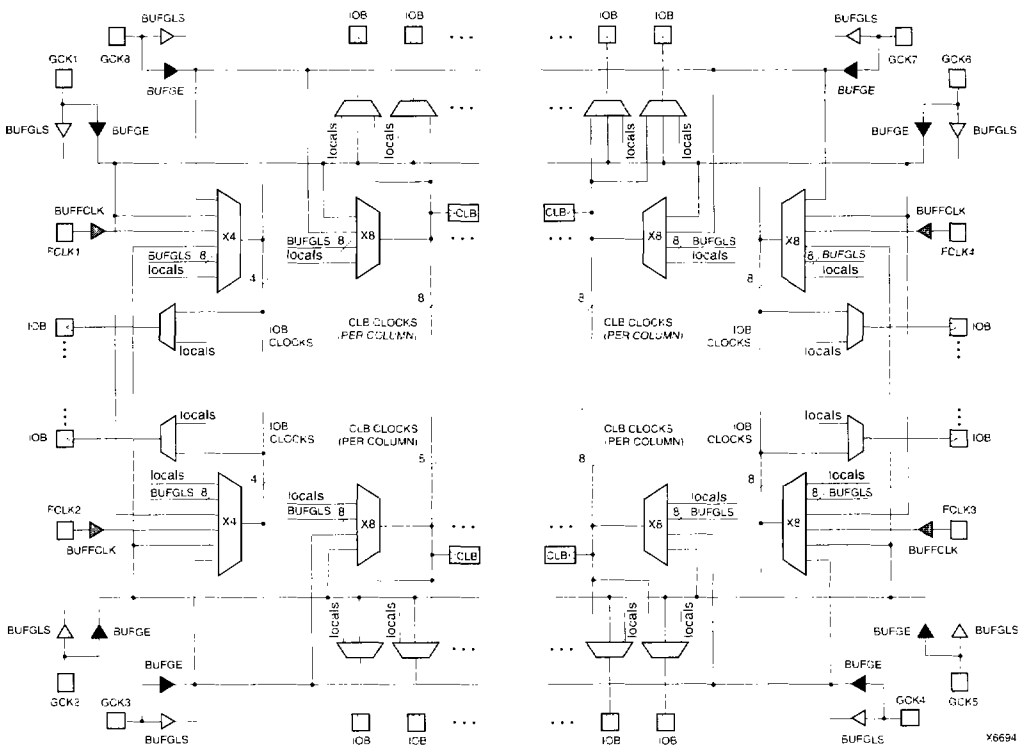 BUFGLS
IOB
IOB
IOB
IOB
BUFGLS
GCK1
GCK8
GCK7
GCK6
BUFGE
BUFGE
BUFGLS
BUFGE
BUFGE
BUFGLS
locals
locals
locals
locals
BUFFCLK
X4
X8
CLB
CLB
X8
X8
BUFFCLK
FCLK1
BUFGLS 8
locals
BUFGLS 8
locals
8 BUFGLS
locals
8 BUFGLS
locals
FCLK4
4
8
8
8
IOB
IOB CLOCKS
CLB CLOCKS
(PER COLUMN)
CLB CLOCKS
(PER COLUMN)
IOB CLOCKS
IOB
locals
locals
locals
locals
IOB
IOB CLOCKS
CLB CLOCKS
(PER COLUMN)
CLB CLOCKS
(PER COLUMN)
IOB CLOCKS
IOB
4
8
8
locals
BUFGLS 8
locals
BUFGLS 8
locals
8 BUFGLS
locals
8 BUFGLS
FCLK2
X4
X8
X8
X8
FCLK3
BUFFCLK
CLB
CLB
BUFFCLK
BUFGLS
BUFGE
locals
locals
locals
locals
BUFGE
BUFGLS
BUFGE
BUFGE
GCK2
GCK3
GCK4
GCK5
BUFGLS
IOB
IOB
IOB
IOB
BUFGLS
X6694